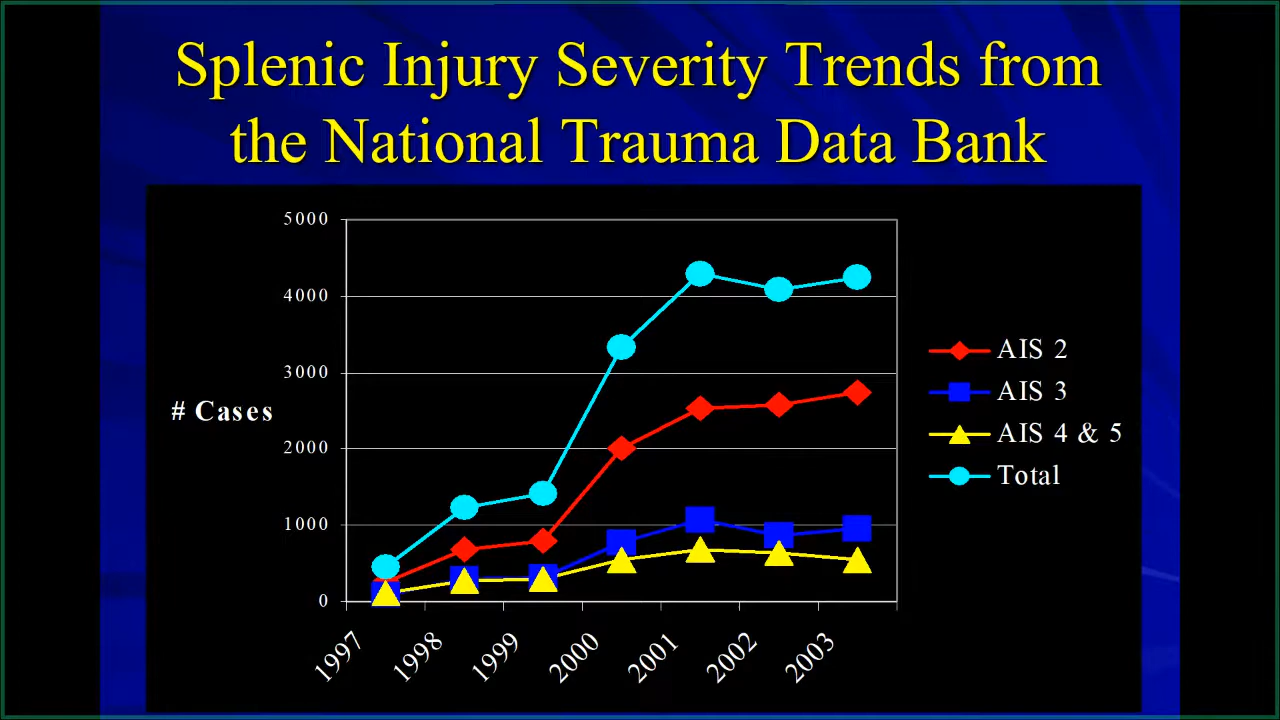 Splenic Injury Severity Trends from
the National Trauma Data Bank
5000
4000
3000
2000
1000
0
# Cases
1997
1998
1999
2000
2001
2002
2003
AIS 2
AIS 3
AIS 4 & 5
Total